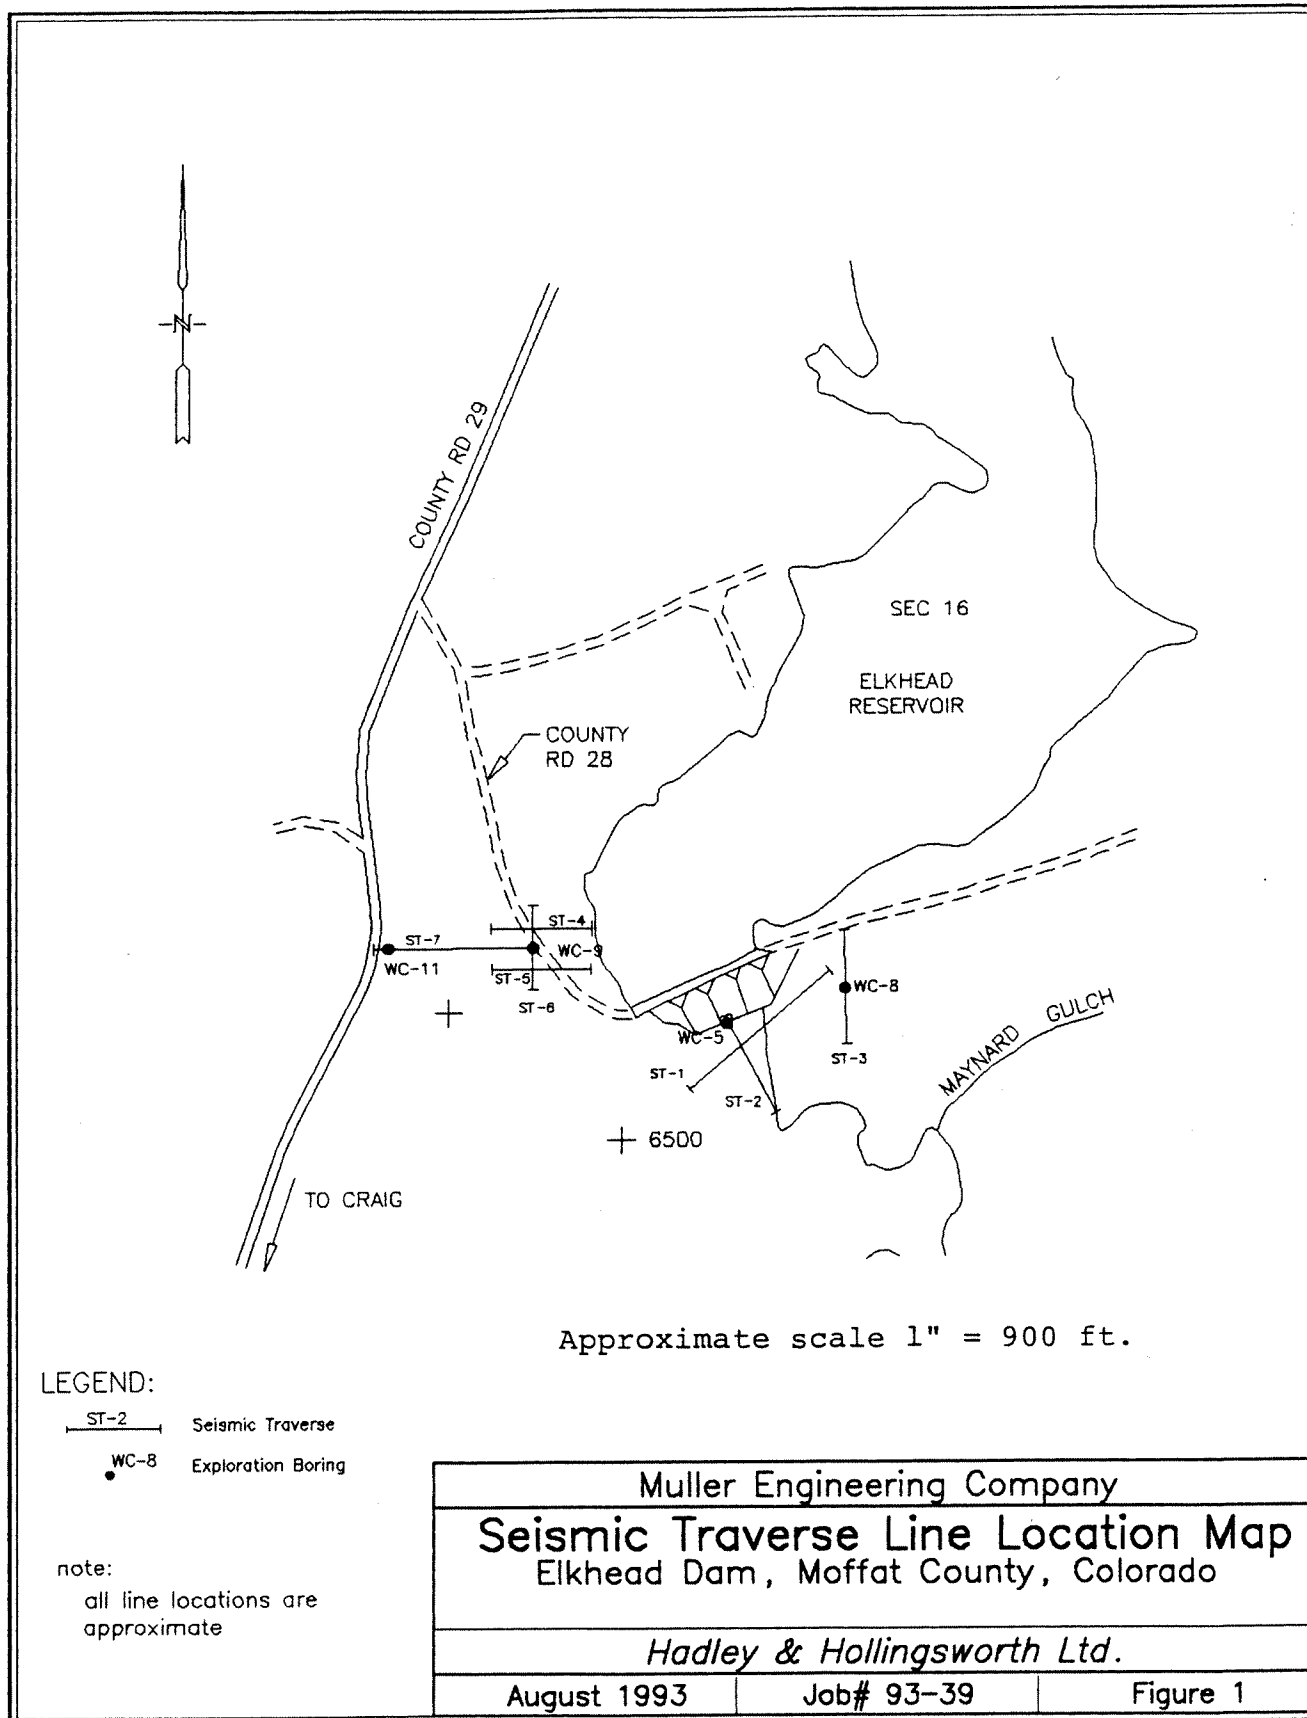 N
COUNTY RD 29
SEC 16
ELKHEAD
RESERVOIR
COUNTY
RD 28
ST-4
ST-7
WC-9
WC-11
ST-5
ST-6
WC-8
WC-5
ST-3
ST-1
ST-2
MAYNARD GULCH
6500
TO CRAIG
Approximate scale 1" = 900 ft.
LEGEND:
ST-2 Seismic Traverse
WC-8 Exploration Boring
note:
all line locations are
approximate
Muller Engineering Company
Seismic Traverse Line Location Map
Elkhead Dam, Moffat County, Colorado
Hadley & Hollingsworth Ltd.
August 1993 Job# 93-39 Figure 1